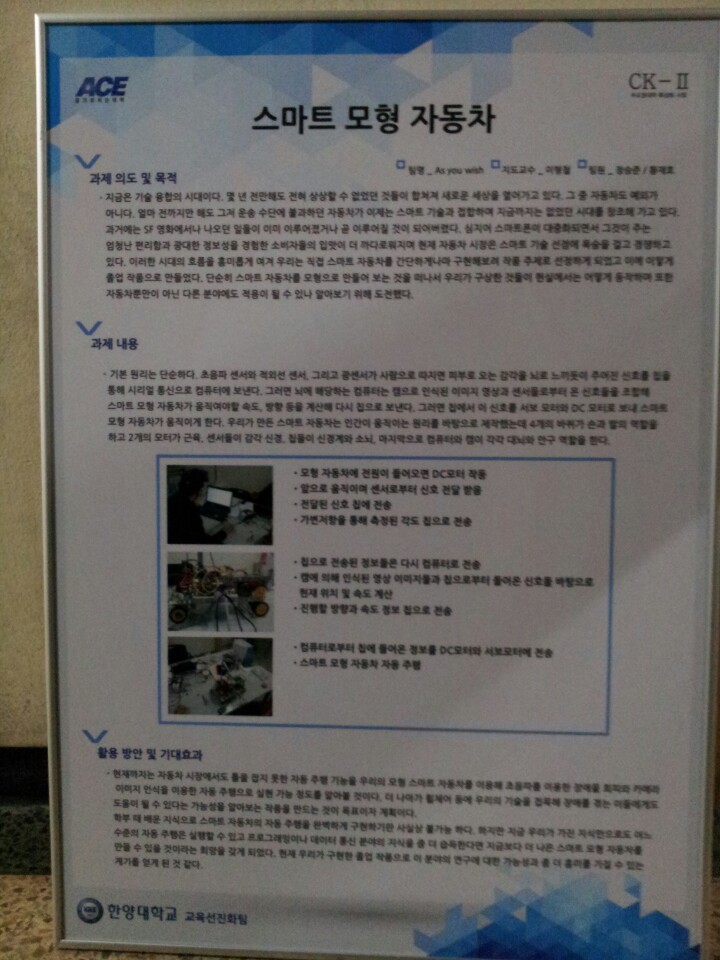 ACE
CK-Ⅱ
스마트 모형 자동차
팀명 _ As you wish 지도교수 _ 이형철 팀원 _ 정승준 / 황재호
과제 의도 및 목적
· 지금은 기술 융합의 시대이다. 몇 년 전만해도 전혀 상상할 수 없었던 것들이 합쳐져 새로운 세상을 열어가고 있다. 그 중 자동차도 예외가
아니다. 얼마 전까지만 해도 그저 운송 수단에 불과하던 자동차가 이제는 스마트 기술과 접합하여 지금까지는 없었던 시대를 창조해 가고 있다.
과거에는 SF 영화에서나 나오던 일들이 이미 이루어졌거나 곧 이루어질 것이 되어버렸다. 심지어 스마트폰이 대중화되면서 그것이 주는
엄청난 편리함과 광대한 정보성을 경험한 소비자들의 입맛이 더 까다로워지며 현재 자동차 시장은 스마트 기술 선점에 목숨을 걸고 경쟁하고
있다. 이러한 시대의 흐름을 흥미롭게 여겨 우리는 직접 스마트 자동차를 간단하게나마 구현해보려 작품 주제로 선정하게 되었고 이에 이렇게
졸업 작품으로 만들었다. 단순히 스마트 자동차를 모형으로 만들어 보는 것을 떠나서 우리가 구상한 것들이 현실에서는 어떻게 동작하며 또한
자동차뿐만이 아닌 다른 분야에도 적용이 될 수 있나 알아보기 위해 도전했다.
과제 내용
· 기본 원리는 단순하다. 초음파 센서와 적외선 센서, 그리고 광센서가 사람으로 따지면 피부로 오는 감각을 뇌로 느끼듯이 주어진 신호를 칩을
통해 시리얼 통신으로 컴퓨터에 보낸다. 그러면 뇌에 해당하는 컴퓨터는 캠으로 인식된 이미지 영상과 센서들로부터 온 신호들을 조합해
스마트 모형 자동차가 움직여야할 속도, 방향 등을 계산해 다시 칩으로 보낸다. 그러면 칩에서 이 신호를 서보 모터와 DC 모터로 보내 스마트
모형 자동차가 움직이게 한다. 우리가 만든 스마트 자동차는 인간이 움직이는 원리를 바탕으로 제작했는데 4개의 바퀴가 손과 발의 역할을
하고 2개의 모터가 근육, 센서들이 감각 신경, 칩들이 신경계와 소뇌, 마지막으로 컴퓨터와 캠이 각각 대뇌와 안구 역할을 한다.
· 모형 자동차에 전원이 들어오면 DC모터 작동
· 앞으로 움직이며 센서로부터 신호 전달 받음
· 전달된 신호 칩에 전송
· 가변저항을 통해 측정된 각도 칩으로 전송
· 칩으로 전송된 정보들은 다시 컴퓨터로 전송
· 캠에 의해 인식된 영상 이미지들과 칩으로부터 들어온 신호를 바탕으로
현재 위치 및 속도 계산
· 진행할 방향과 속도 정보 칩으로 전송
· 컴퓨터로부터 칩에 들어온 정보를 DC모터와 서보모터에 전송
· 스마트 모형 자동차 자동 주행
활용 방안 및 기대효과
· 현재까지는 자동차 시장에서도 틀을 잡지 못한 자동 주행 기능을 우리의 모형 스마트 자동차를 이용해 초음파를 이용한 장애물 회피와 카메라
이미지 인식을 이용한 자동 주행으로 실현 가능 정도를 알아볼 것이다. 더 나아가 휠체어 등에 우리의 기술을 접목해 장애를 겪는 이들에게도
도움이 될 수 있다는 가능성을 알아보는 작품을 만드는 것이 목표이자 계획이다.
학부 때 배운 지식으로 스마트 자동차의 자동 주행을 완벽하게 구현하기란 사실상 불가능 하다. 하지만 지금 우리가 가진 지식만으로도 어느
수준의 자동 주행은 실행할 수 있고 프로그래밍이나 데이터 통신 분야의 지식을 좀 더 습득한다면 지금보다 더 나은 스마트 모형 자동차를
만들 수 있을 것이라는 희망을 갖게 되었다. 현재 우리가 구현한 졸업 작품으로 이 분야의 연구에 대한 가능성과 좀 더 흥미를 가질 수 있는
계기를 얻게 된 것 같다.
한양대학교 교육선진화팀